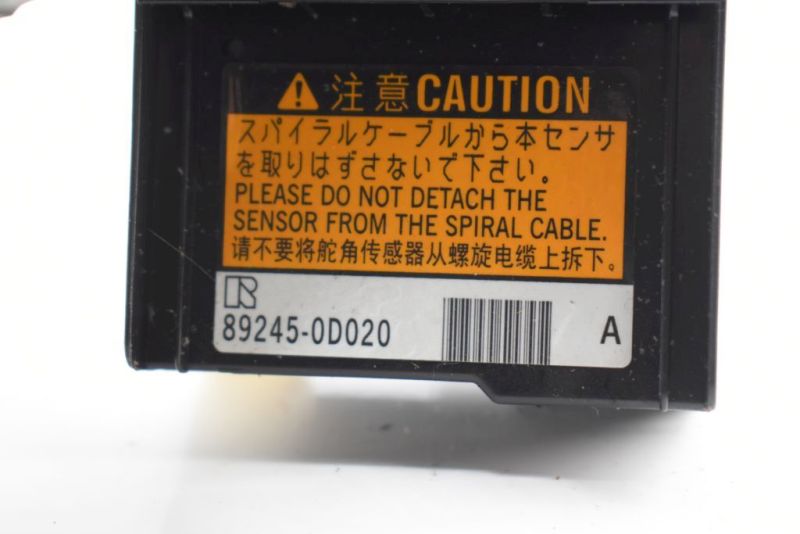 注意CAUTION
スパイラルケーブルから本センサ
を取りはずさないで下さい。
PLEASE DO NOT DETACH THE
SENSOR FROM THE SPIRAL CABLE.
请不要将舵角传感器从螺旋电缆上拆下。
R
89245-0D020 A